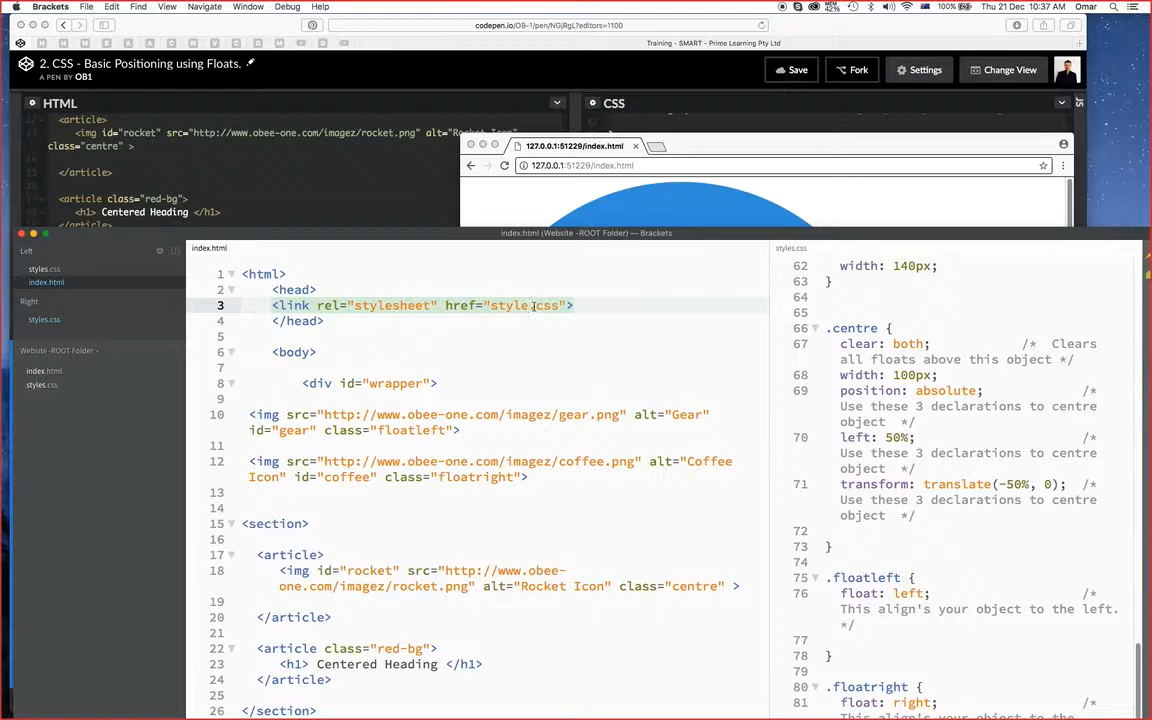 Brackets File Edit Find View Navigate Window Debug Help
100% Thu 21 Dec 10:37 AM Omar
codepen.io/OB-1/pen/NGjRgL?editors=1100
Training - SMART - Prime Learning Pty Ltd
2. CSS - Basic Positioning using Floats.
A PEN BY OB1
Save Fork Settings Change View
HTML
CSS
JS
<article>
<img id="rocket" src="http://www.obee-one.com/imagez/rocket.png" alt="Rocket Icon"
class="centre" >
</article>
<article class="red-bg">
<h1> Centered Heading </h1>
</article>
127.0.0.1:51229/index.html
127.0.0.1:51229/index.html
index.html (Website -ROOT Folder) — Brackets
Left
styles.css
index.html
Right
styles.css
Website -ROOT Folder
index.html
styles.css
index.html
1 <html>
2 <head>
3 <link rel="stylesheet" href="style.css">
4 </head>
5
6 <body>
7
8 <div id="wrapper">
9
10 <img src="http://www.obee-one.com/imagez/gear.png" alt="Gear"
id="gear" class="floatleft">
11
12 <img src="http://www.obee-one.com/imagez/coffee.png" alt="Coffee
Icon" id="coffee" class="floatright">
13
14
15 <section>
16
17 <article>
18 <img id="rocket" src="http://www.obee-
one.com/imagez/rocket.png" alt="Rocket Icon" class="centre" >
19
20 </article>
21
22 <article class="red-bg">
23 <h1> Centered Heading </h1>
24 </article>
25
26 </section>
styles.css
62 width: 140px;
63 }
64
65
66 .centre {
67 clear: both; /* Clears
all floats above this object */
68 width: 100px;
69 position: absolute; /*
Use these 3 declarations to centre
object */
70 left: 50%; /*
Use these 3 declarations to centre
object */
71 transform: translate(-50%, 0); /*
Use these 3 declarations to centre
object */
72
73 }
74
75 .floatleft {
76 float: left; /*
This align's your object to the left.
*/
77
78 }
79
80 .floatright {
81 float: right; /*